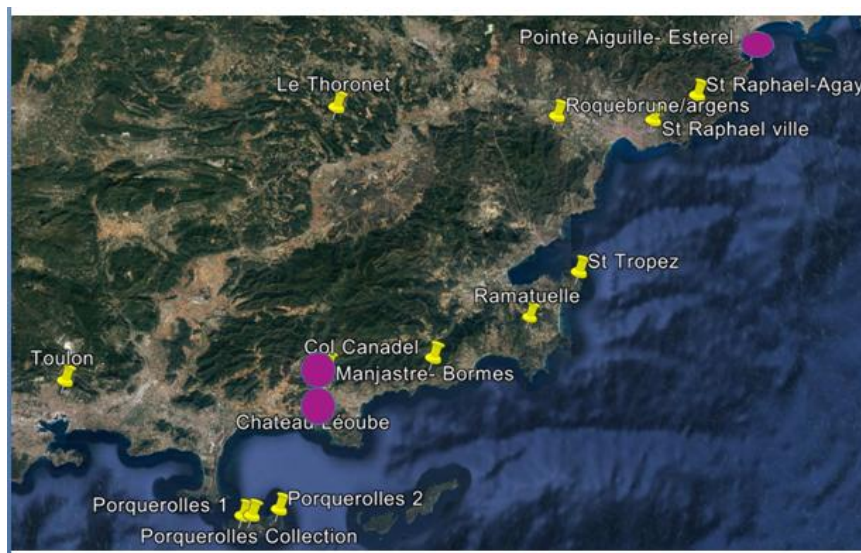 Pointe Aiguille- Esterel
Le Thoronet
St Raphael-Agay
Roquebrune/argens
St Raphael ville
St Tropez
Ramatuelle
Col Canadel
Toulon
Manjastre- Bormes
Chateau Léoube
Porquerolles 1
Porquerolles 2
Porquerolles Collection